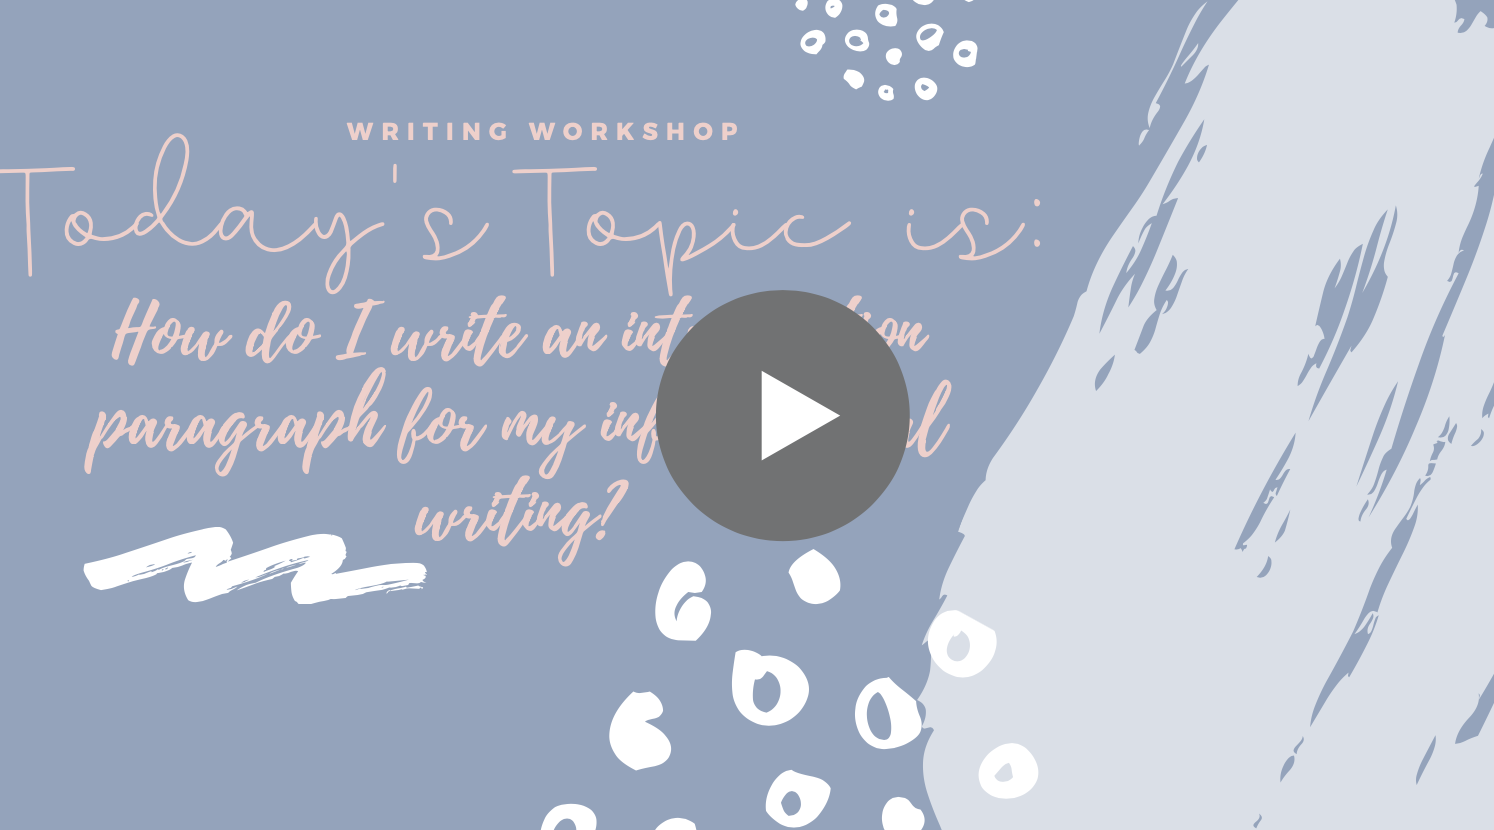 WRITING WORKSHOP
Today's Topic is:
How do I write an
paragraph for my
writing?